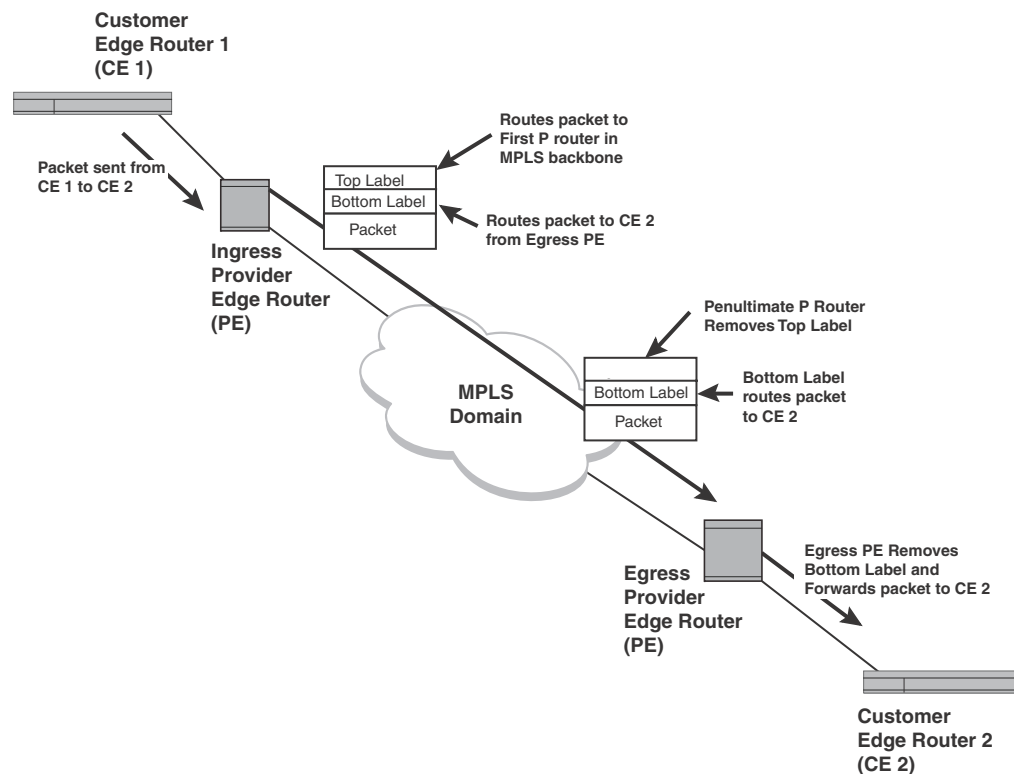 Customer
Edge Router 1
(CE 1)
Routes packet to
First P router in
MPLS backbone
Packet sent from
CE 1 to CE 2
Top Label
Bottom Label
Packet
Routes packet to CE 2
from Egress PE
Ingress
Provider
Edge Router
(PE)
Penultimate P Router
Removes Top Label
MPLS
Domain
Bottom Label
Packet
Bottom Label
routes packet
to CE 2
Egress PE Removes
Bottom Label and
Forwards packet to CE 2
Egress
Provider
Edge Router
(PE)
Customer
Edge Router 2
(CE 2)